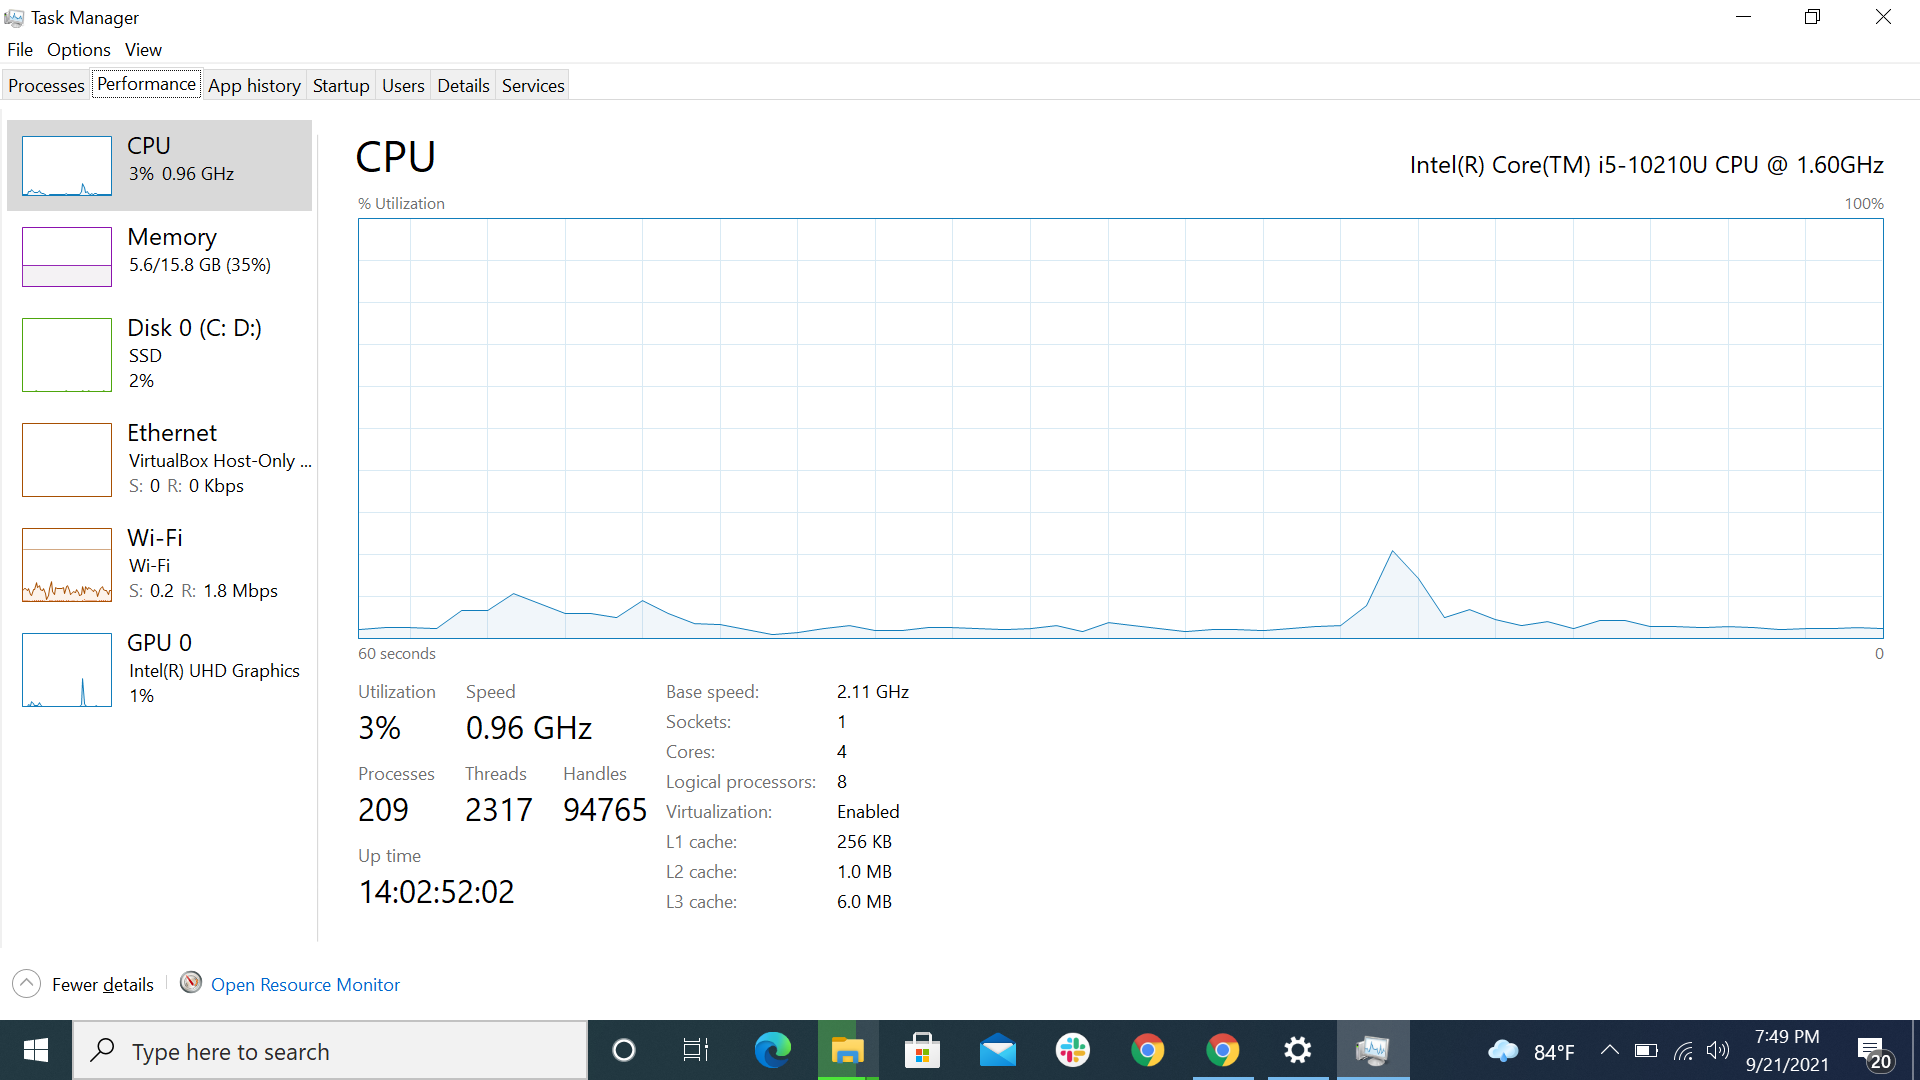 Task Manager
File Options View
Processes Performance App history Startup Users Details Services
CPU
3% 0.96 GHz
Memory
5.6/15.8 GB (35%)
Disk 0 (C: D:)
SSD
2%
Ethernet
VirtualBox Host-Only ...
S: 0 R: 0 Kbps
Wi-Fi
Wi-Fi
S: 0.2 R: 1.8 Mbps
GPU 0
Intel(R) UHD Graphics
1%
CPU
Intel(R) Core(TM) i5-10210U CPU @ 1.60GHz
% Utilization 100%
60 seconds 0
Utilization Speed
3% 0.96 GHz
Processes Threads Handles
209 2317 94765
Up time
14:02:52:02
Base speed: 2.11 GHz
Sockets: 1
Cores: 4
Logical processors: 8
Virtualization: Enabled
L1 cache: 256 KB
L2 cache: 1.0 MB
L3 cache: 6.0 MB
Fewer details Open Resource Monitor
Type here to search
84°F
7:49 PM
9/21/2021
20